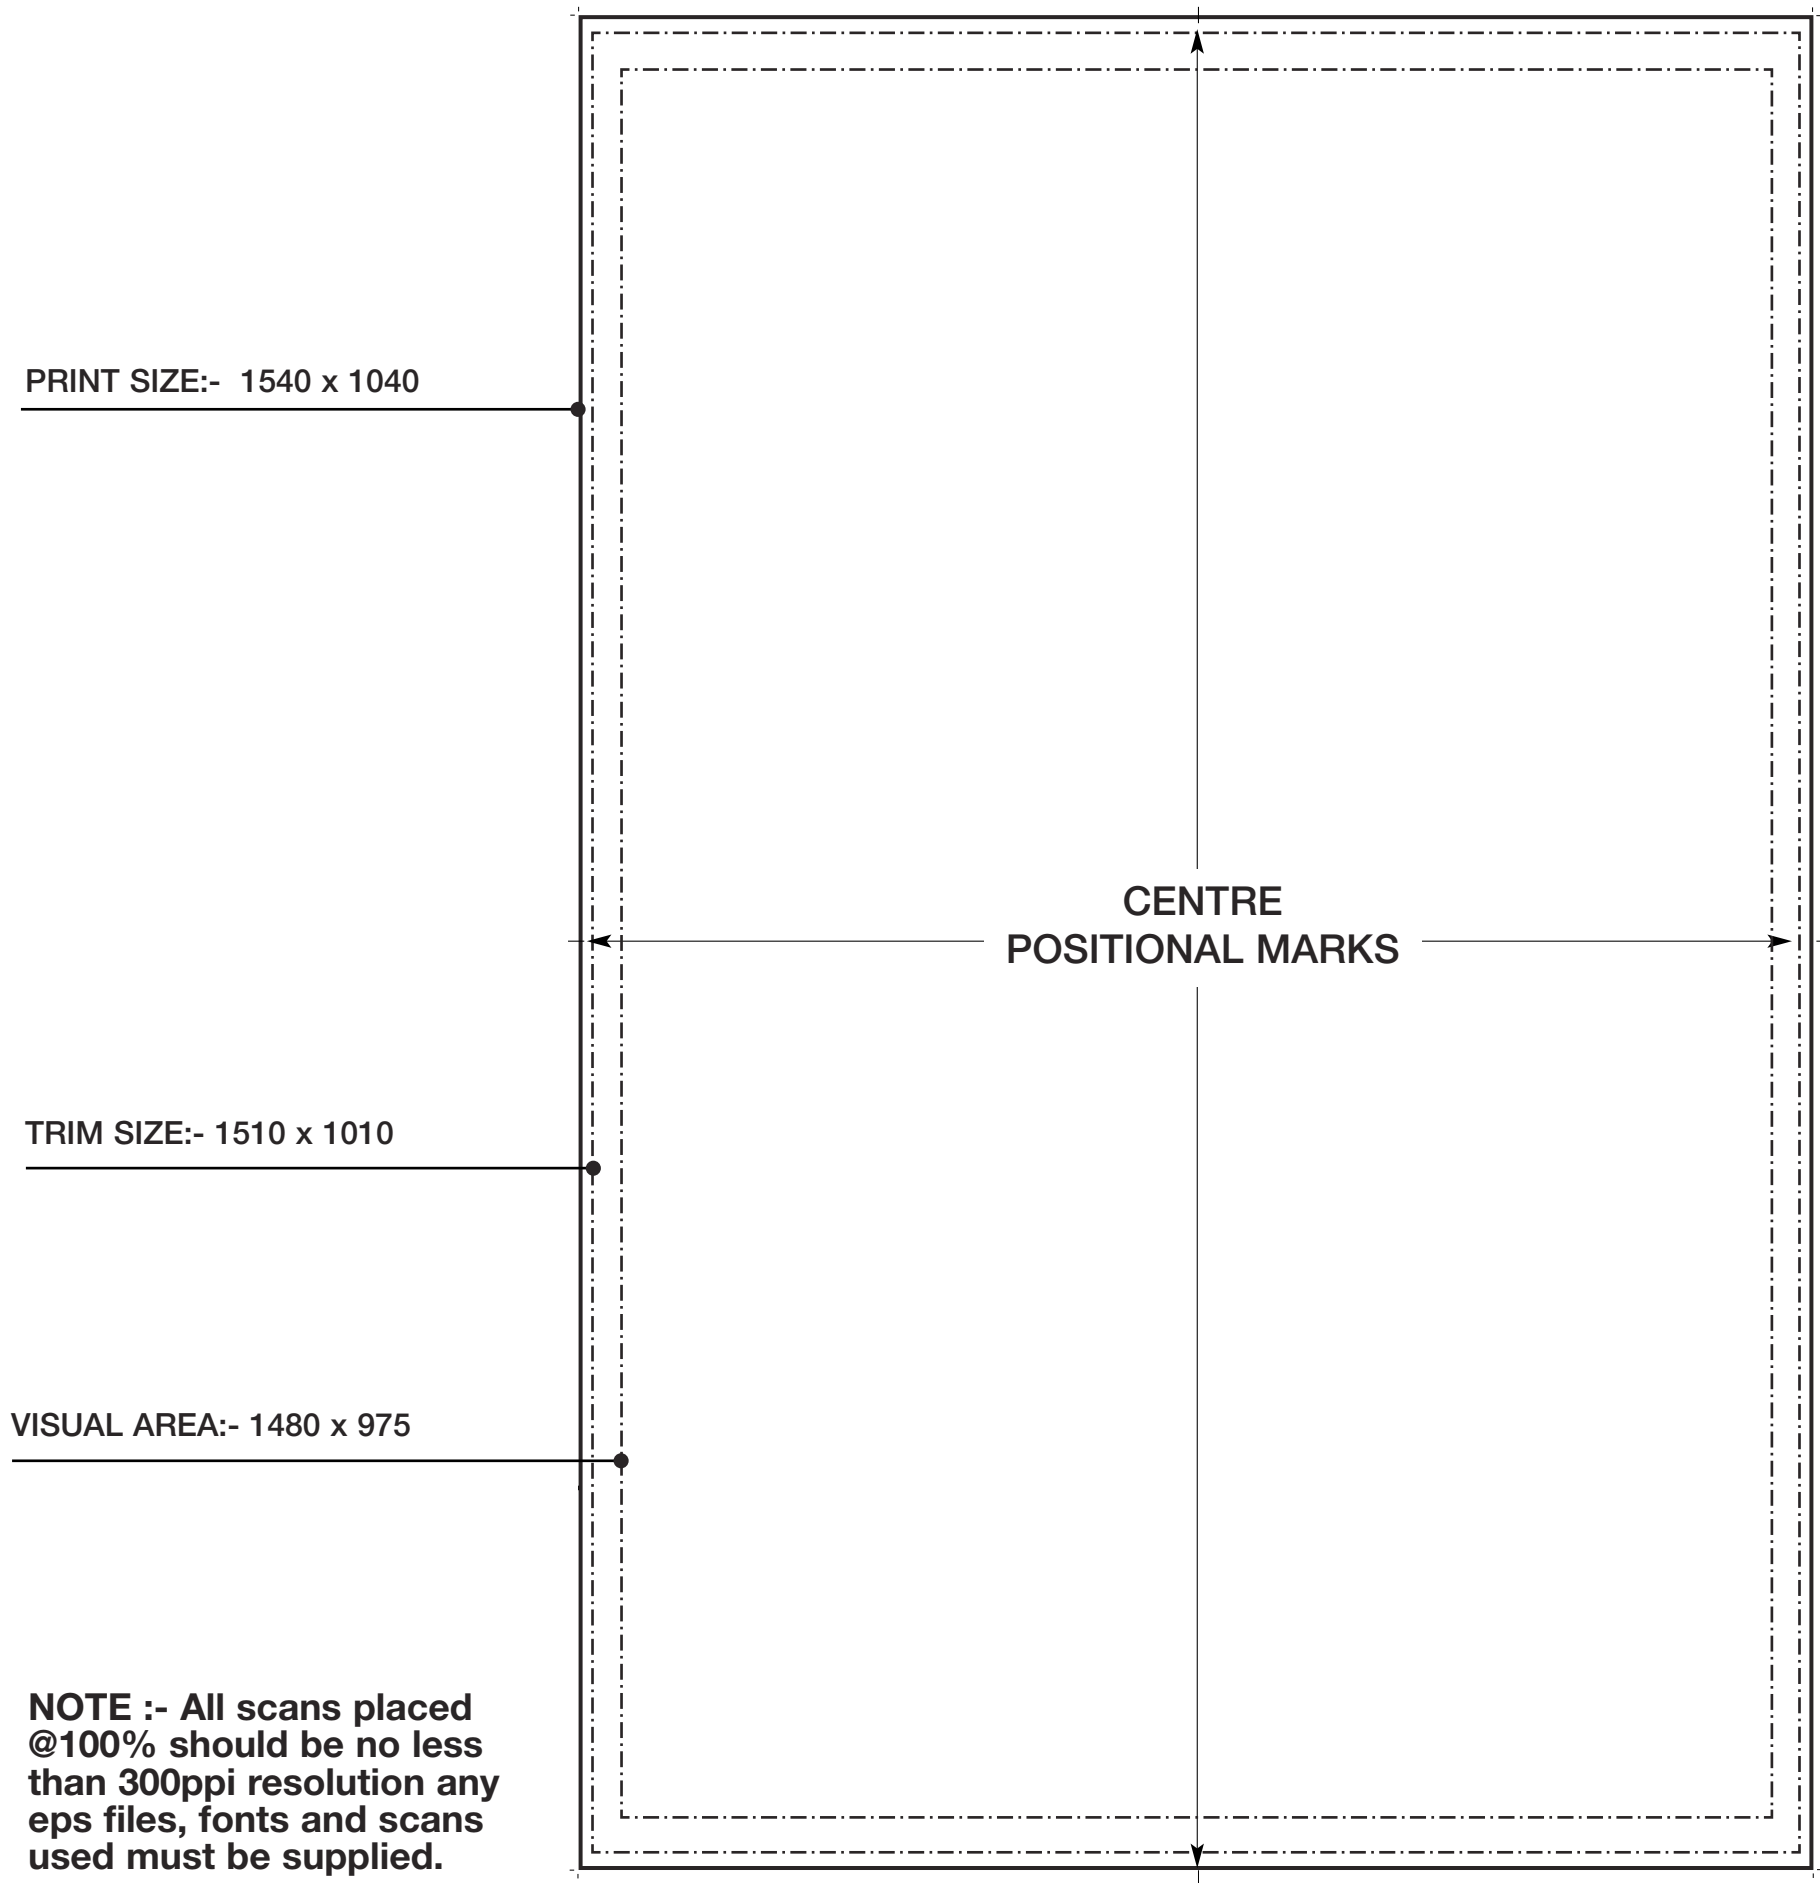 PRINT SIZE:-  1540 x 1040
CENTRE
POSITIONAL MARKS
TRIM SIZE:- 1510 x 1010
VISUAL AREA:- 1480 x 975
NOTE :- All scans placed
@100% should be no less
than 300ppi resolution any
eps files, fonts and scans
used must be supplied.